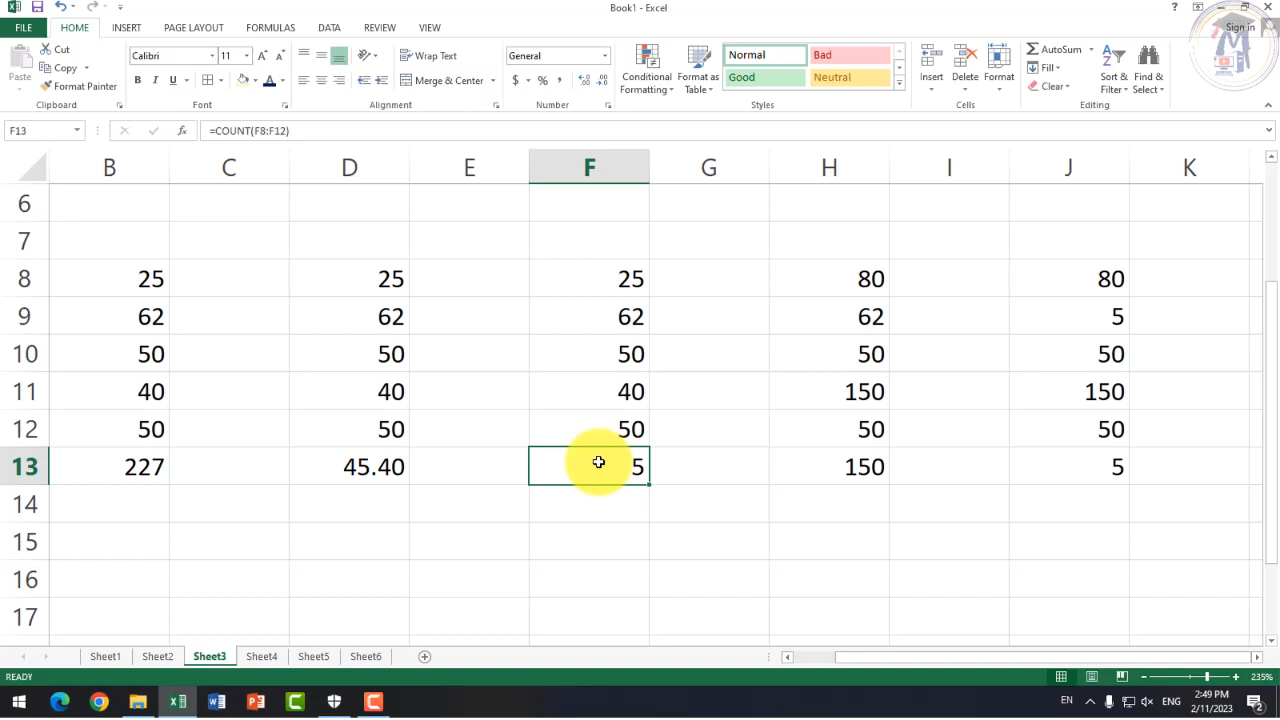 Book1 - Excel
Sign in
FILE HOME INSERT PAGE LAYOUT FORMULAS DATA REVIEW VIEW
Paste
Cut
Copy
Format Painter
Clipboard
Calibri 11
B I U
Font
Wrap Text
Merge & Center
Alignment
General
$ % ,
Number
Conditional Formatting
Format as Table
Normal Bad
Good Neutral
Styles
Insert Delete Format
Cells
AutoSum
Fill
Clear
Sort & Filter
Find & Select
Editing
F13 fx =COUNT(F8:F12)
B C D E F G H I J K
6
7
8 25 25 25 80 80
9 62 62 62 62 5
10 50 50 50 50 50
11 40 40 40 150 150
12 50 50 50 50 50
13 227 45.40 5 150 5
14
15
16
17
Sheet1 Sheet2 Sheet3 Sheet4 Sheet5 Sheet6
READY 235%
EN ENG 2:49 PM
2/11/2023 2